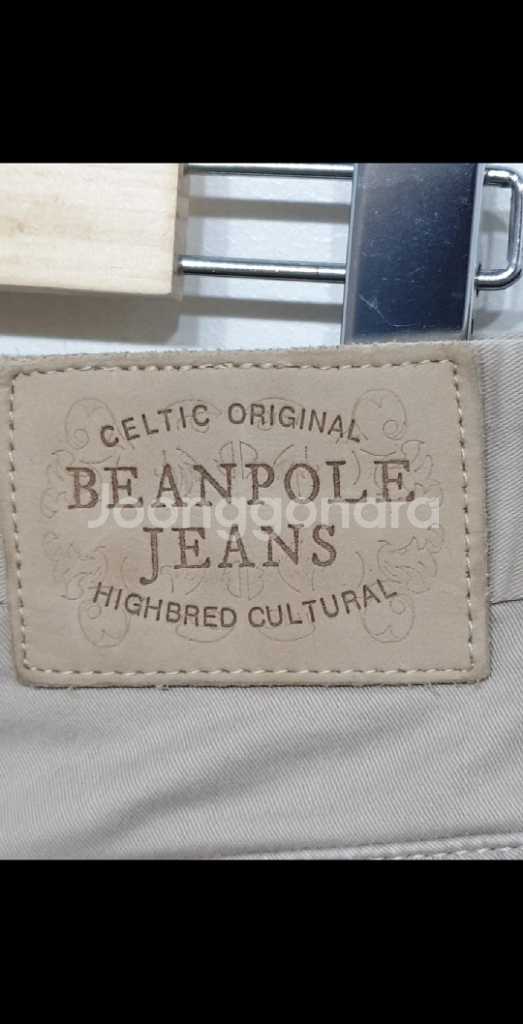 CELTIC ORIGINAL
BEANPOLE
Joonggonara
JEANS
HIGHBRED CULTURAL